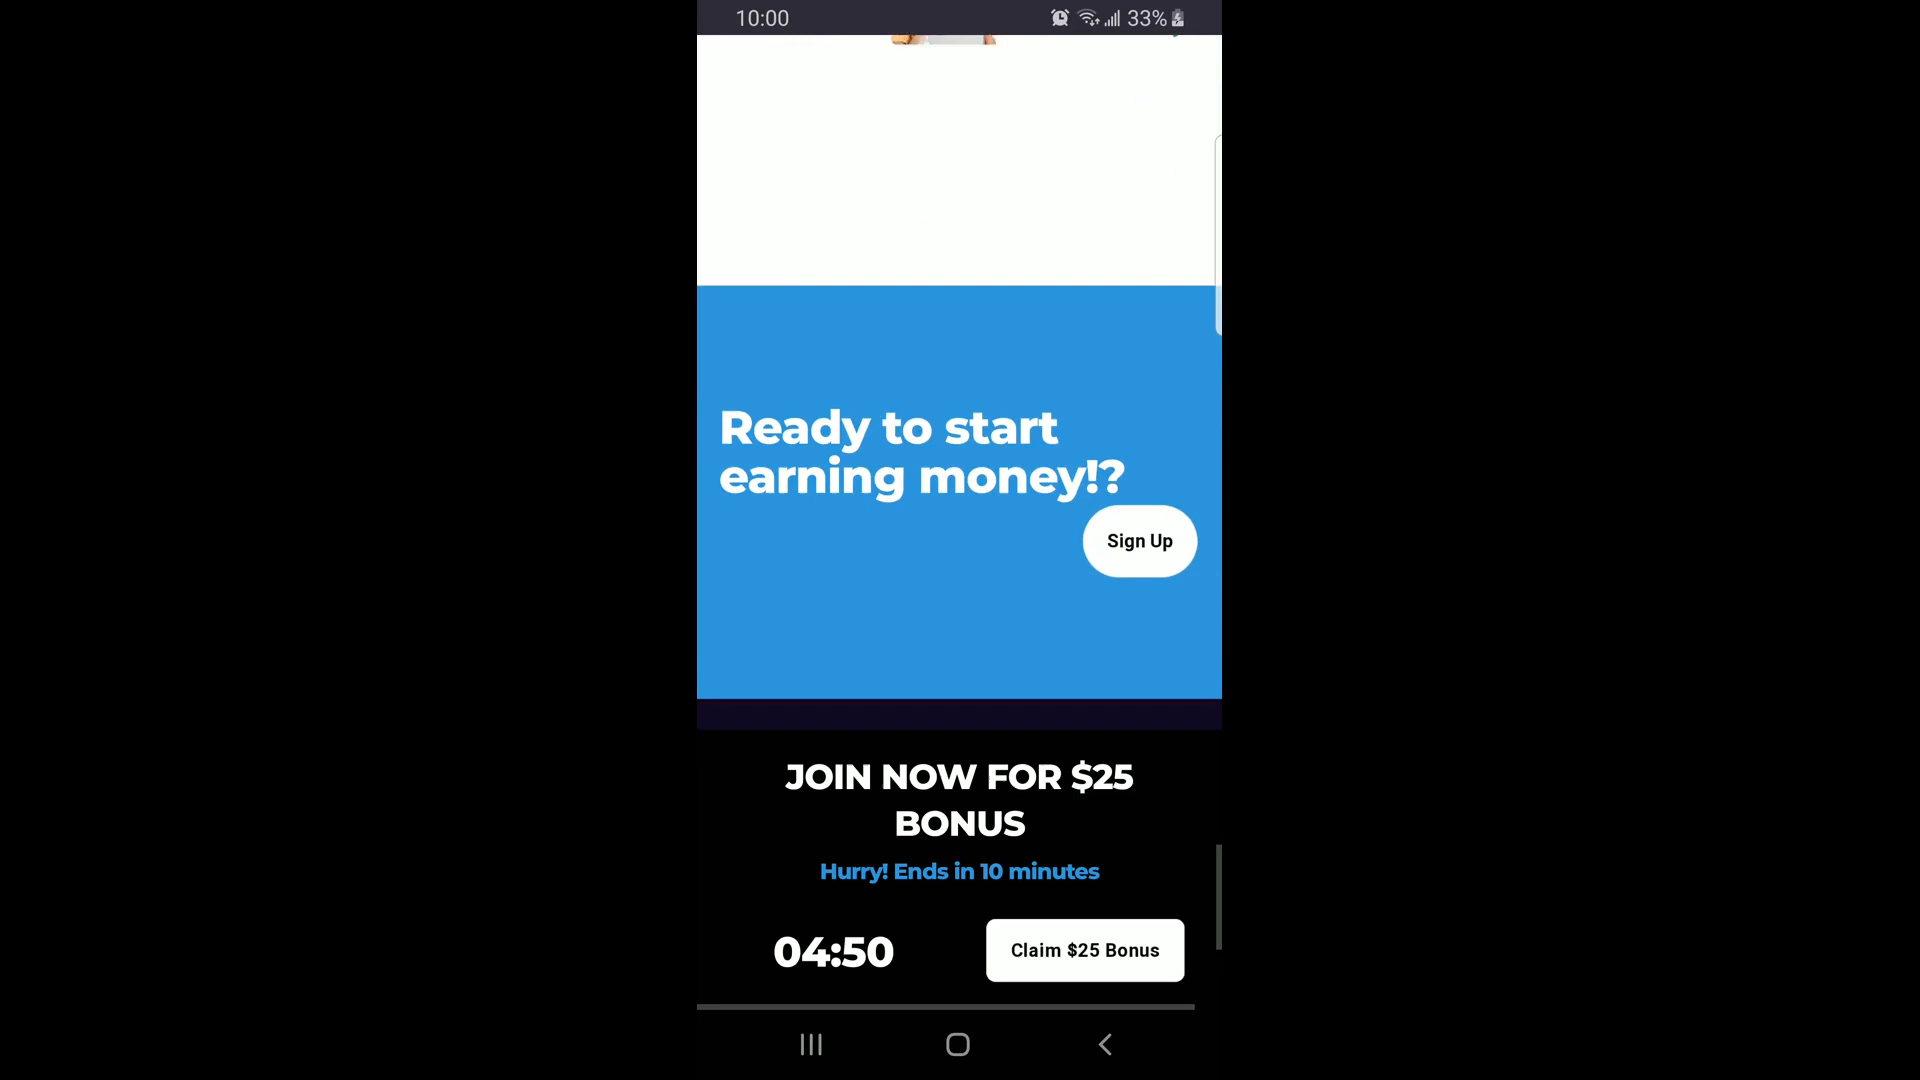 10:00
33%
Ready to start
earning money!?
Sign Up
JOIN NOW FOR $25
BONUS
Hurry! Ends in 10 minutes
04:50
Claim $25 Bonus